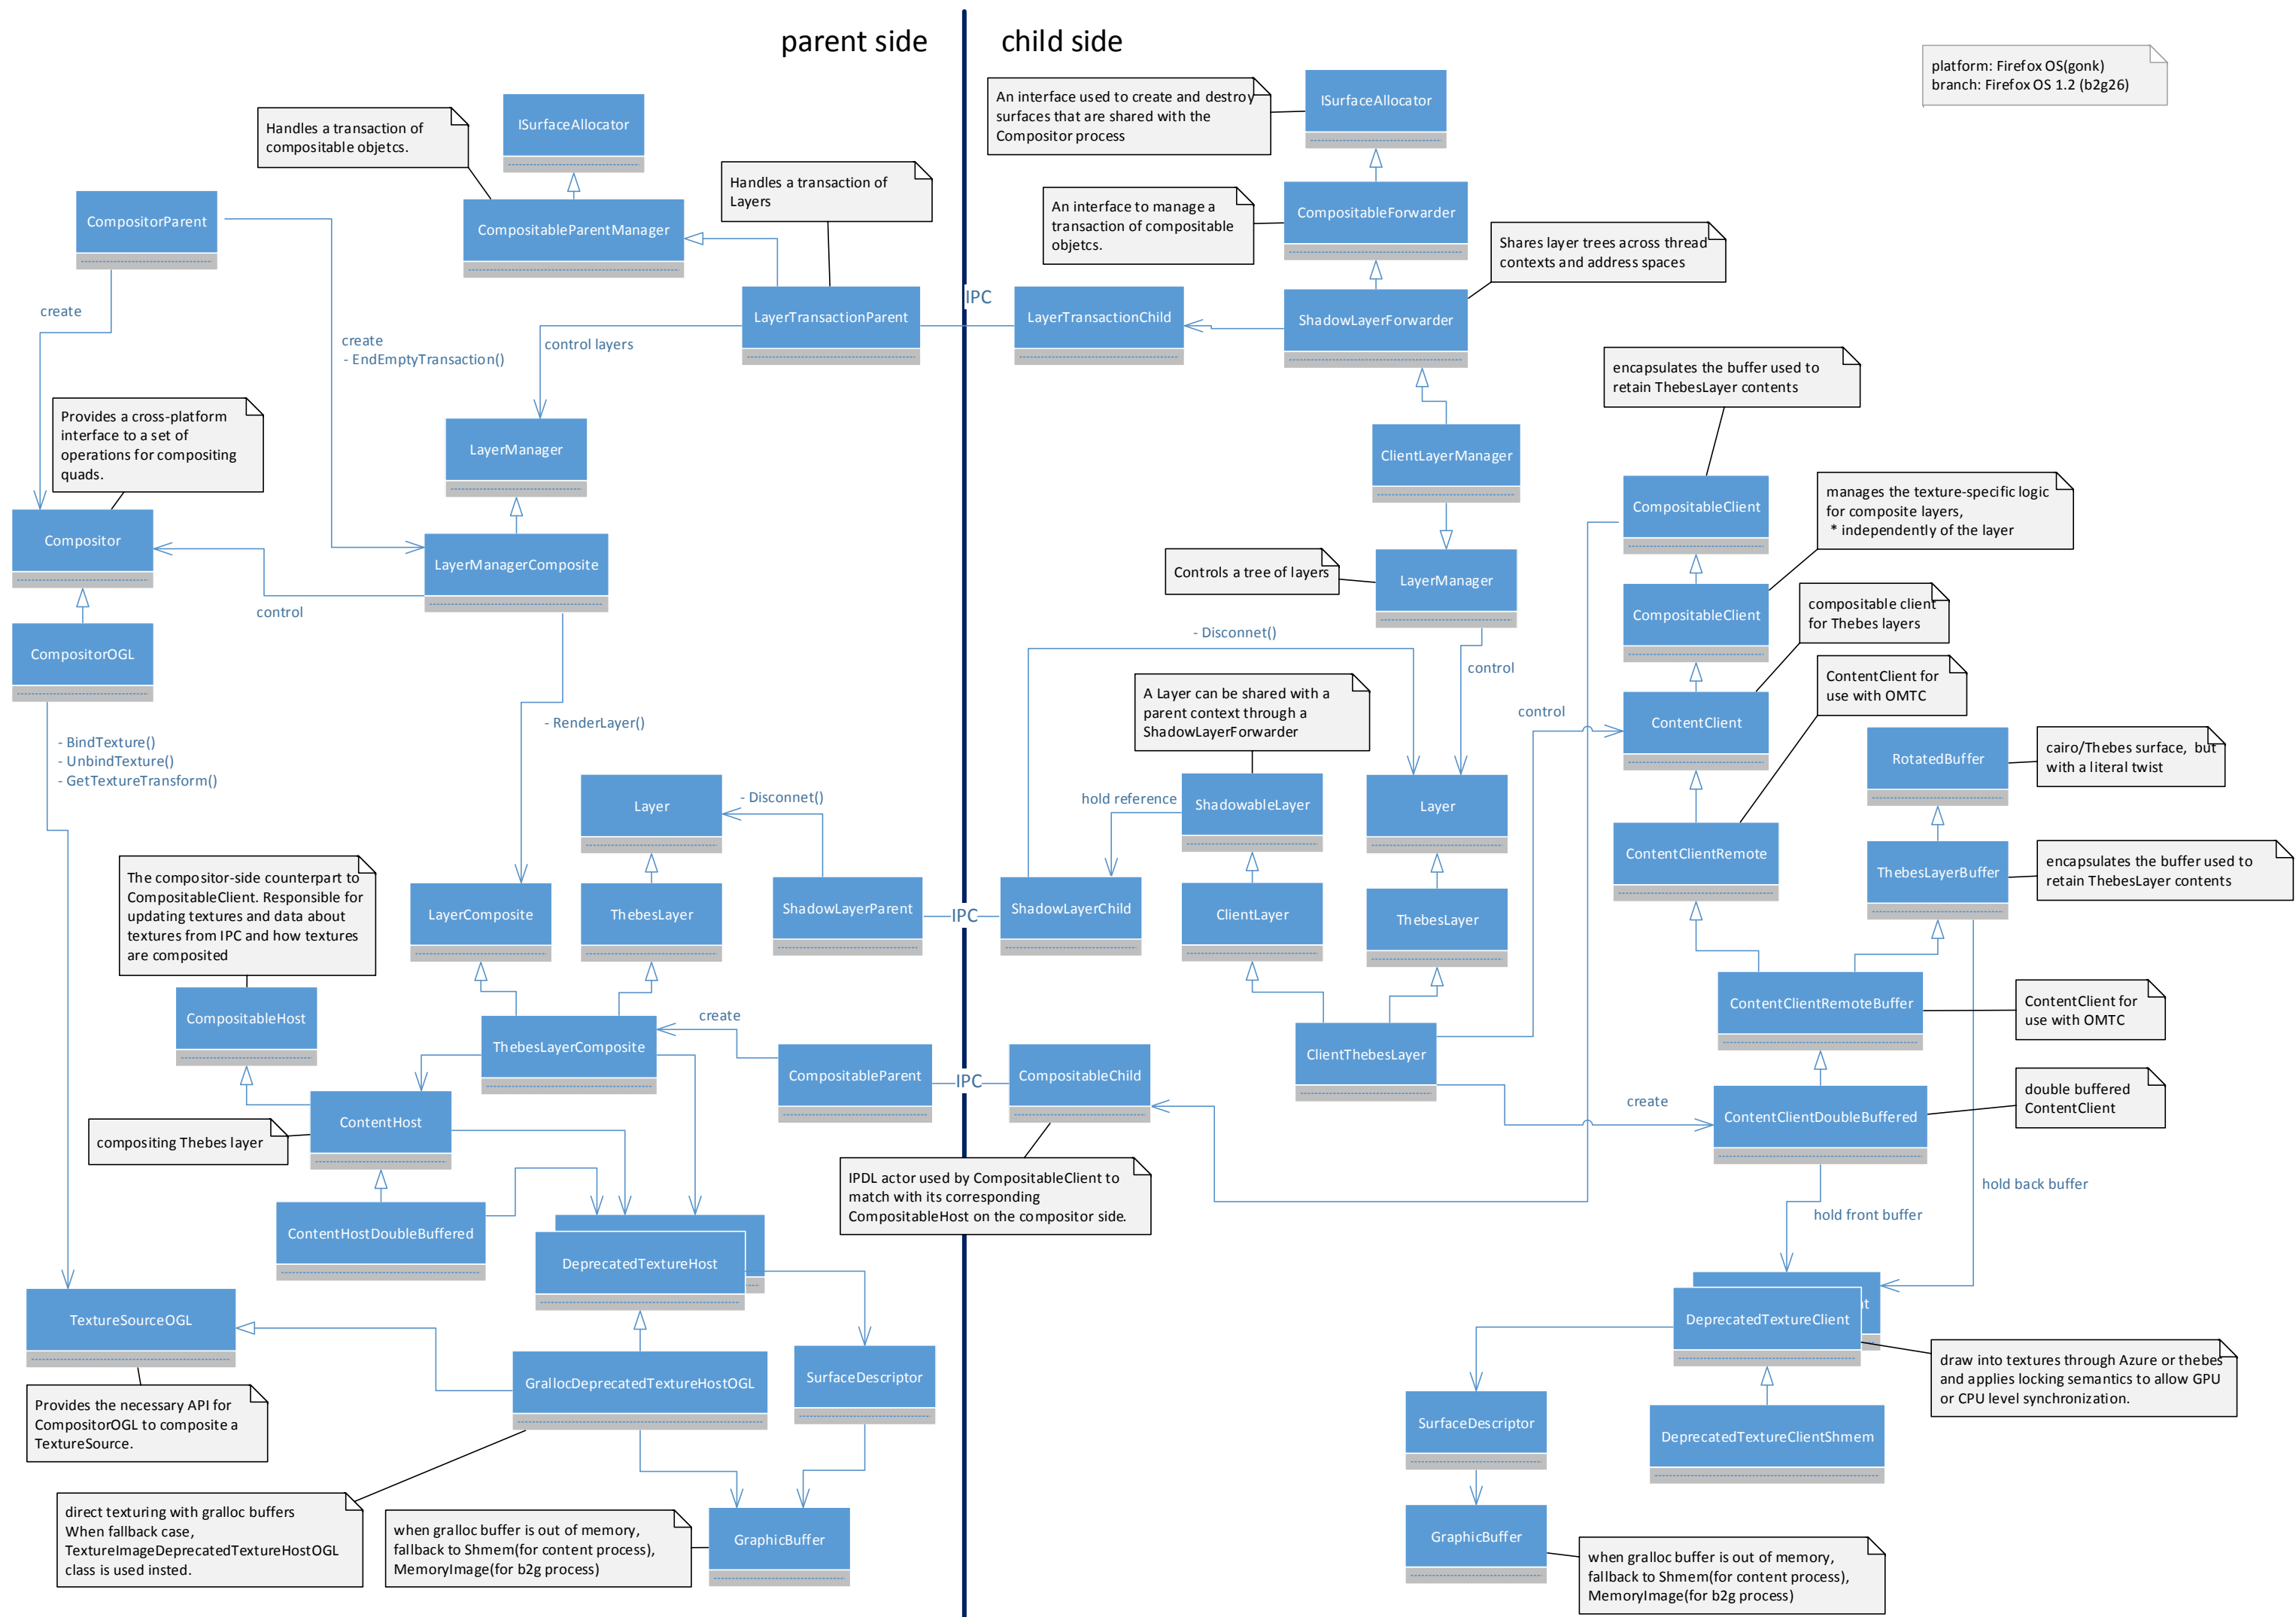 parent side
child side
platform: Firefox OS(gonk)
branch: Firefox OS 1.2 (b2g26)
Handles a transaction of
compositable objetcs.
ISurfaceAllocator
Handles a transaction of
Layers
CompositorParent
CompositableParentManager
LayerTransactionParent
create
create
- EndEmptyTransaction()
control layers
IPC
Provides a cross-platform
interface to a set of
operations for compositing
quads.
LayerManager
Compositor
LayerManagerComposite
control
CompositorOGL
- RenderLayer()
- BindTexture()
- UnbindTexture()
- GetTextureTransform()
Layer
- Disconnet()
The compositor-side counterpart to
CompositableClient. Responsible for
updating textures and data about
textures from IPC and how textures
are composited
LayerComposite
ThebesLayer
ShadowLayerParent
IPC
CompositableHost
ThebesLayerComposite
create
CompositableParent
IPC
ContentHost
compositing Thebes layer
ContentHostDoubleBuffered
DeprecatedTextureHost
TextureSourceOGL
GrallocDeprecatedTextureHostOGL
SurfaceDescriptor
Provides the necessary API for
CompositorOGL to composite a
TextureSource.
direct texturing with gralloc buffers
When fallback case,
TextureImageDeprecatedTextureHostOGL
class is used insted.
when gralloc buffer is out of memory,
fallback to Shmem(for content process),
MemoryImage(for b2g process)
GraphicBuffer
An interface used to create and destroy
surfaces that are shared with the
Compositor process
ISurfaceAllocator
An interface to manage a
transaction of compositable
objetcs.
CompositableForwarder
Shares layer trees across thread
contexts and address spaces
LayerTransactionChild
ShadowLayerForwarder
encapsulates the buffer used to
retain ThebesLayer contents
ClientLayerManager
CompositableClient
manages the texture-specific logic
for composite layers,
* independently of the layer
Controls a tree of layers
LayerManager
CompositableClient
compositable client
for Thebes layers
- Disconnet()
control
ContentClient for
use with OMTC
A Layer can be shared with a
parent context through a
ShadowLayerForwarder
control
ContentClient
RotatedBuffer
cairo/Thebes surface,  but
with a literal twist
hold reference
ShadowableLayer
Layer
ContentClientRemote
ThebesLayerBuffer
encapsulates the buffer used to
retain ThebesLayer contents
ShadowLayerChild
ClientLayer
ThebesLayer
ContentClientRemoteBuffer
ContentClient for
use with OMTC
ClientThebesLayer
CompositableChild
create
ContentClientDoubleBuffered
double buffered
ContentClient
IPDL actor used by CompositableClient to
match with its corresponding
CompositableHost on the compositor side.
hold back buffer
hold front buffer
DeprecatedTextureClient
nt
draw into textures through Azure or thebes
and applies locking semantics to allow GPU
or CPU level synchronization.
SurfaceDescriptor
DeprecatedTextureClientShmem
GraphicBuffer
when gralloc buffer is out of memory,
fallback to Shmem(for content process),
MemoryImage(for b2g process)